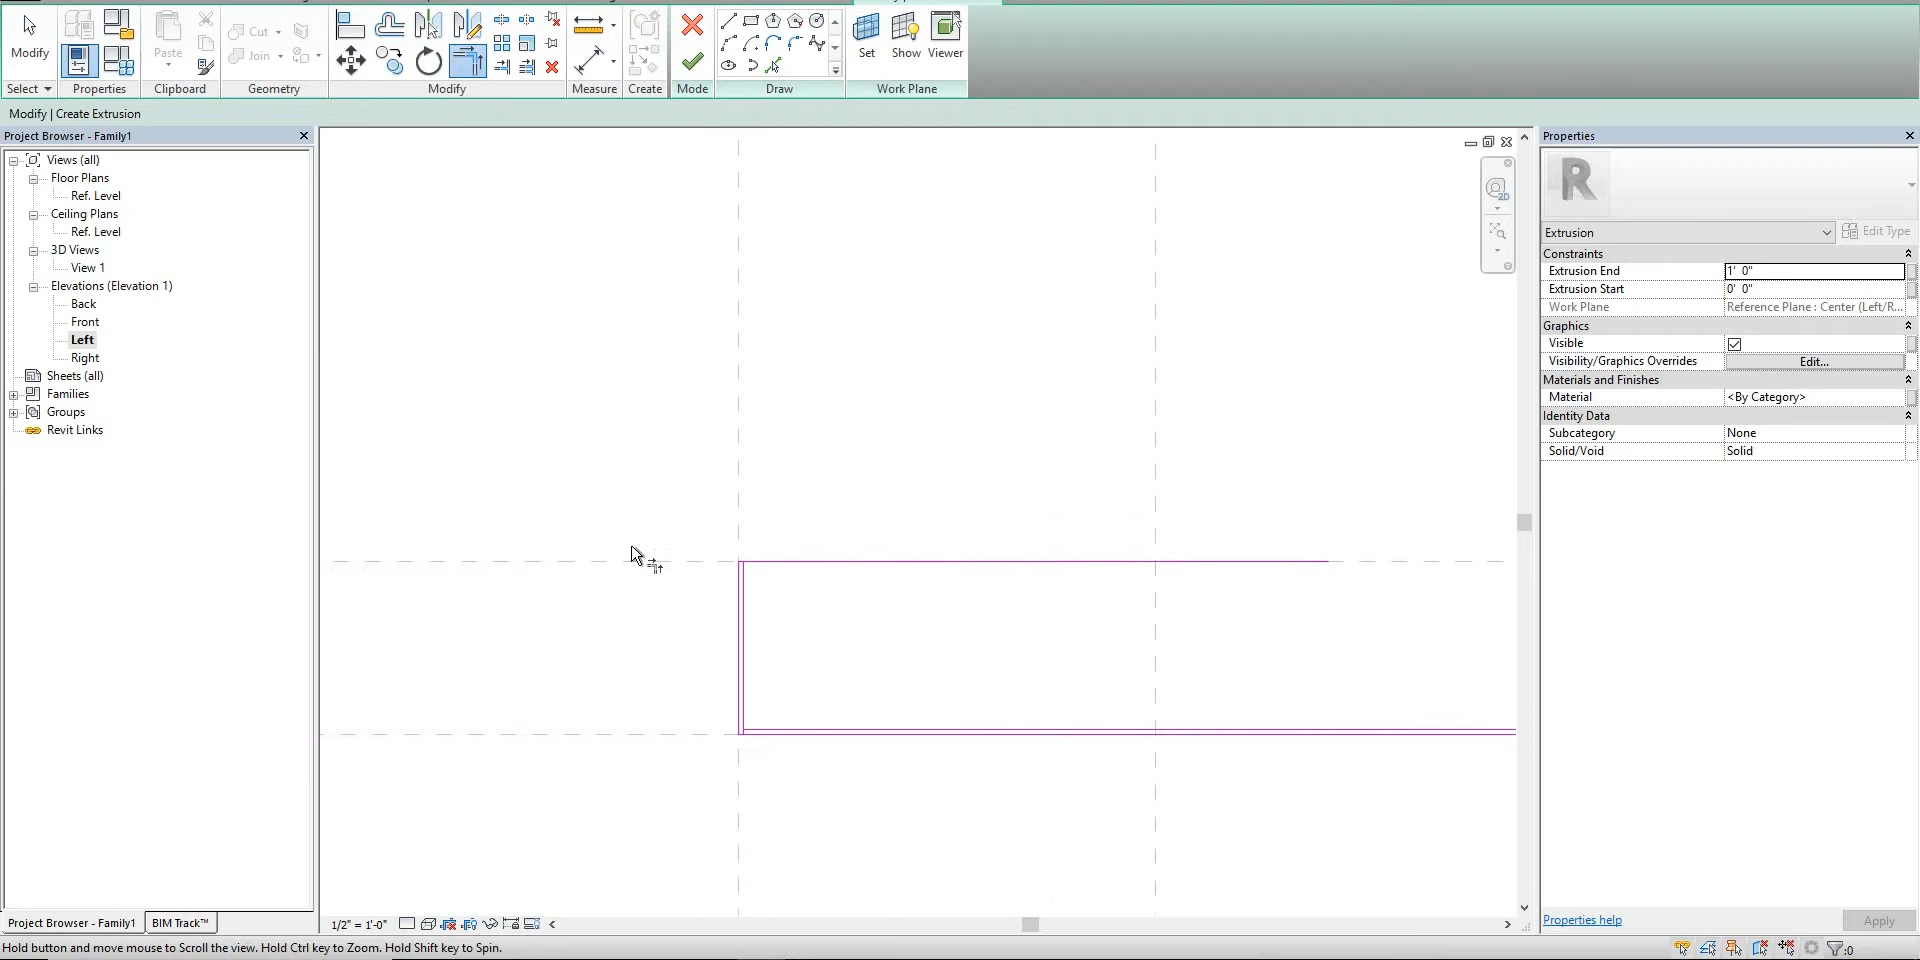 Modify
Cut
Join
Paste
Set
Show
Viewer
Select
Properties
Clipboard
Geometry
Modify
Measure
Create
Mode
Draw
Work Plane
Modify | Create Extrusion
Project Browser - Family1
Views (all)
Floor Plans
Ref. Level
Ceiling Plans
Ref. Level
3D Views
View 1
Elevations (Elevation 1)
Back
Front
Left
Right
Sheets (all)
Families
Groups
Revit Links
Project Browser - Family1
BIM Track™
2D
1/2" = 1'-0"
Properties
R
Extrusion
Edit Type
Constraints
Extrusion End 1' 0"
Extrusion Start 0' 0"
Work Plane Reference Plane : Center (Left/R...
Graphics
Visible
Visibility/Graphics Overrides Edit...
Materials and Finishes
Material <By Category>
Identity Data
Subcategory None
Solid/Void Solid
Properties help
Apply
Hold button and move mouse to Scroll the view. Hold Ctrl key to Zoom. Hold Shift key to Spin.
:0